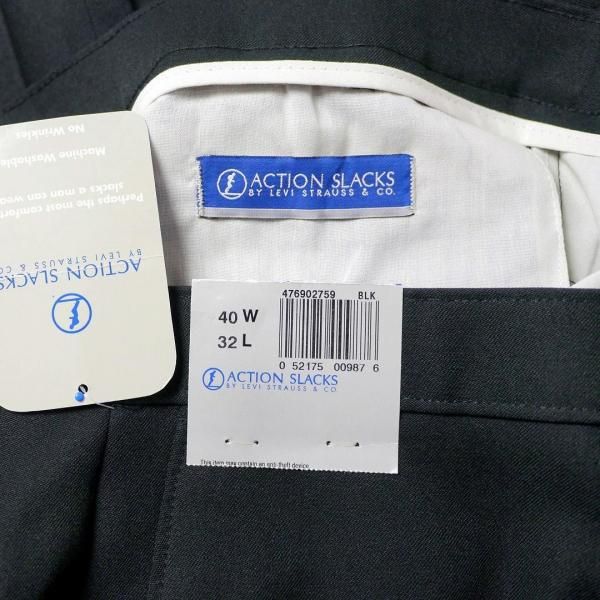 ACTION SLACKS
BY LEVI STRAUSS & CO.
476902759 BLK
40 W
32 L
0 52175 00987 6
ACTION SLACKS
BY LEVI STRAUSS & CO.
This item may contain an anti-theft device
ACTION SLACKS
BY LEVI STRAUSS & CO.
Perhaps the most
slacks a man can
Machine Washable
No Wrinkles